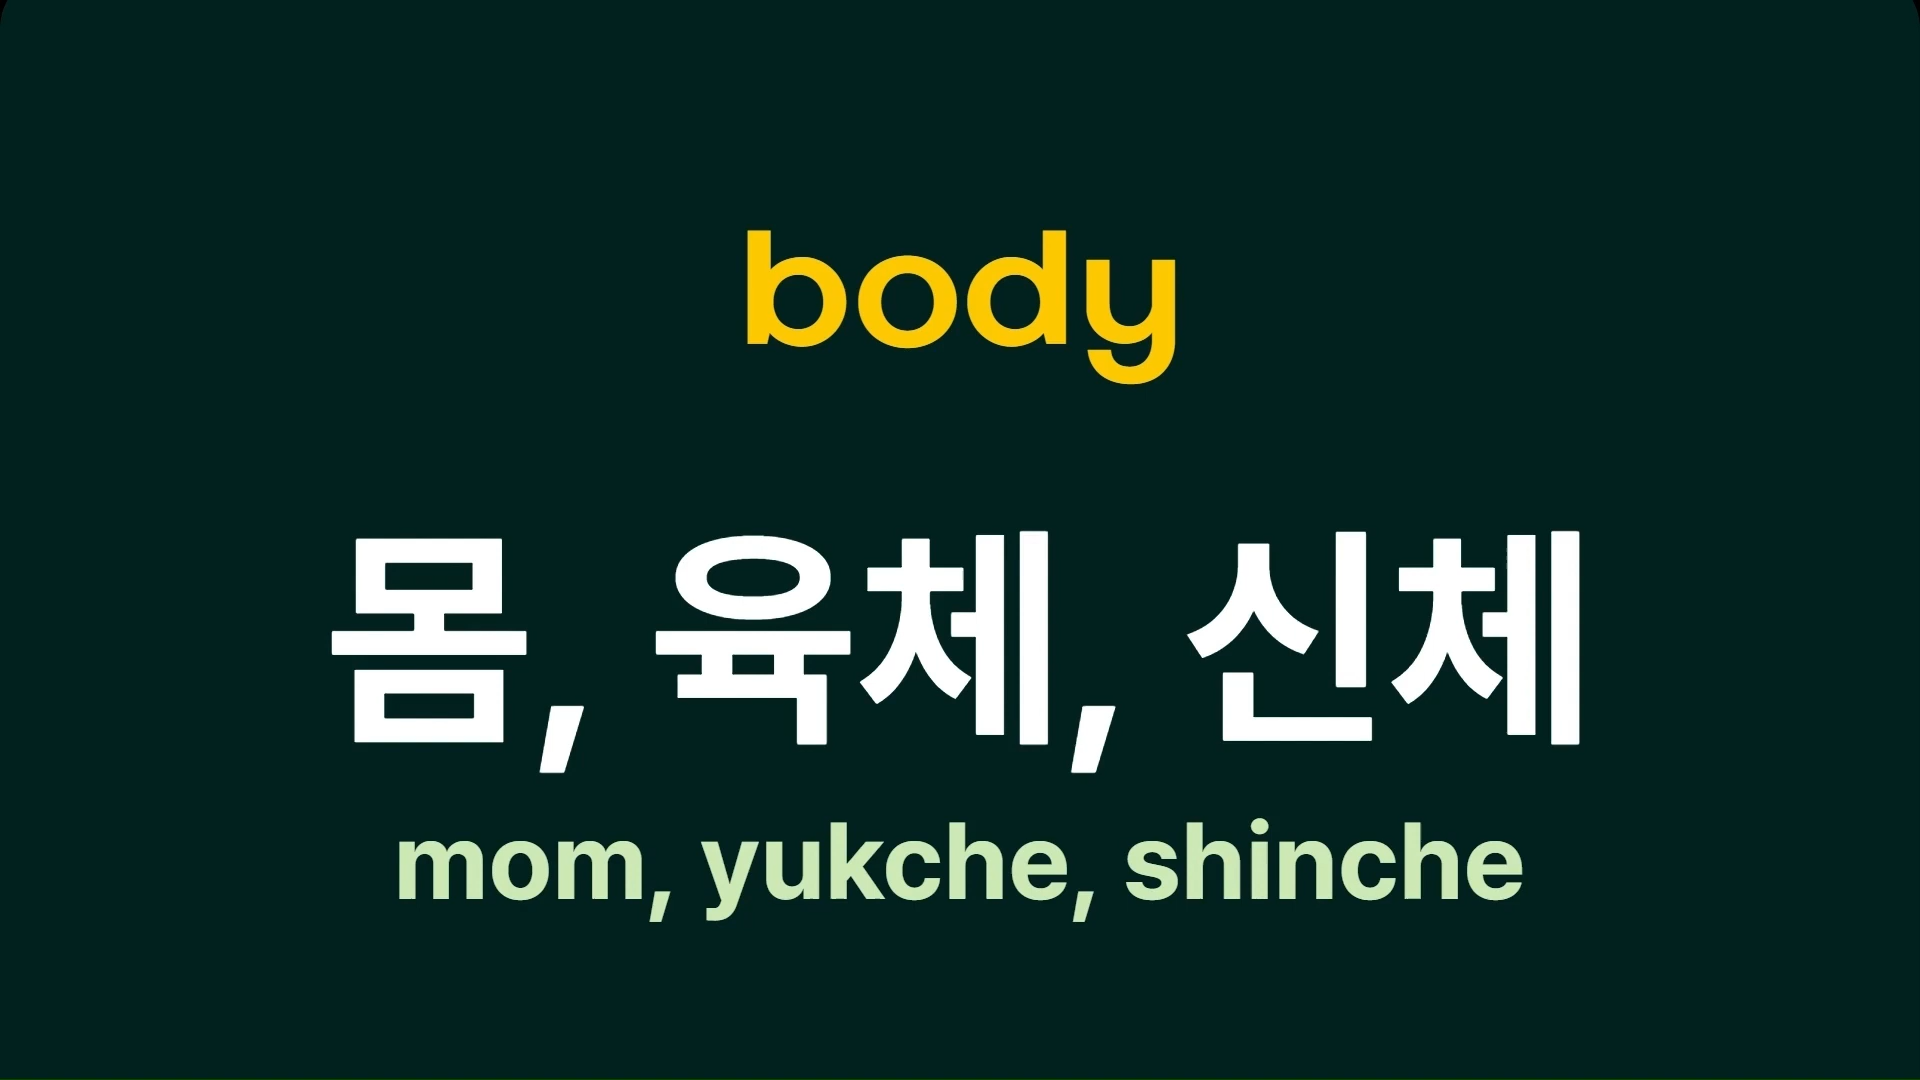 body
몸, 육체, 신체
mom, yukche, shinche